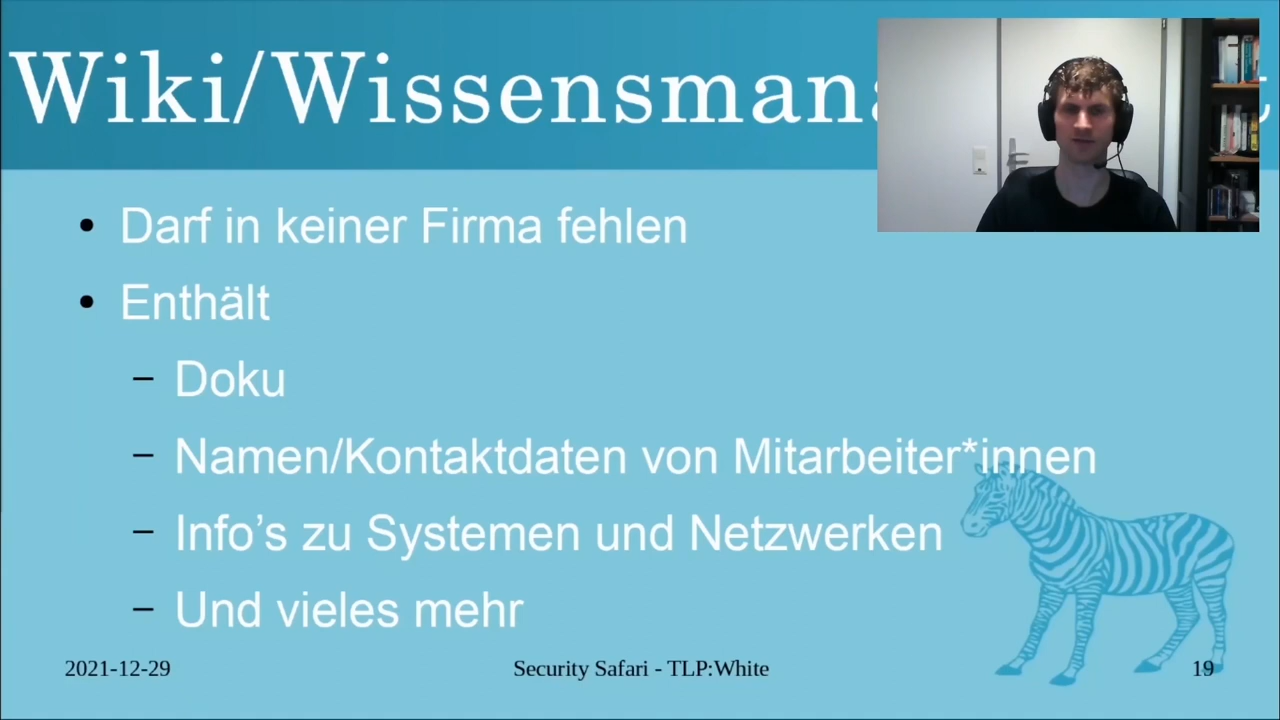 Wiki/Wissensmana t
Darf in keiner Firma fehlen
Enthält
Doku
Namen/Kontaktdaten von Mitarbeiter*innen
Info’s zu Systemen und Netzwerken
Und vieles mehr
2021-12-29
Security Safari - TLP:White
19